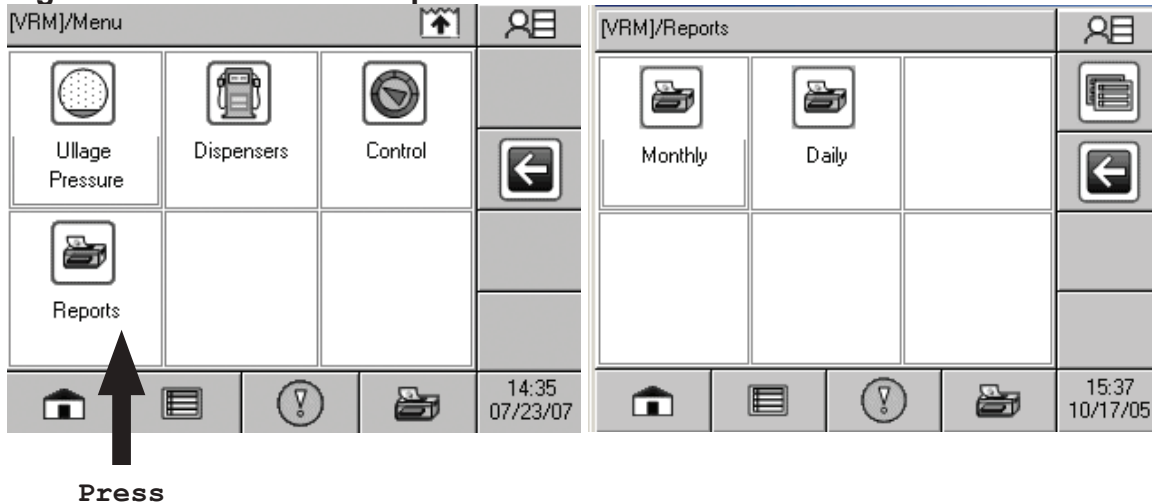 [VRM]/Menu
Ullage
Pressure
Dispensers
Control
Reports
14:35
07/23/07
Press
[VRM]/Reports
Monthly
Daily
15:37
10/17/05